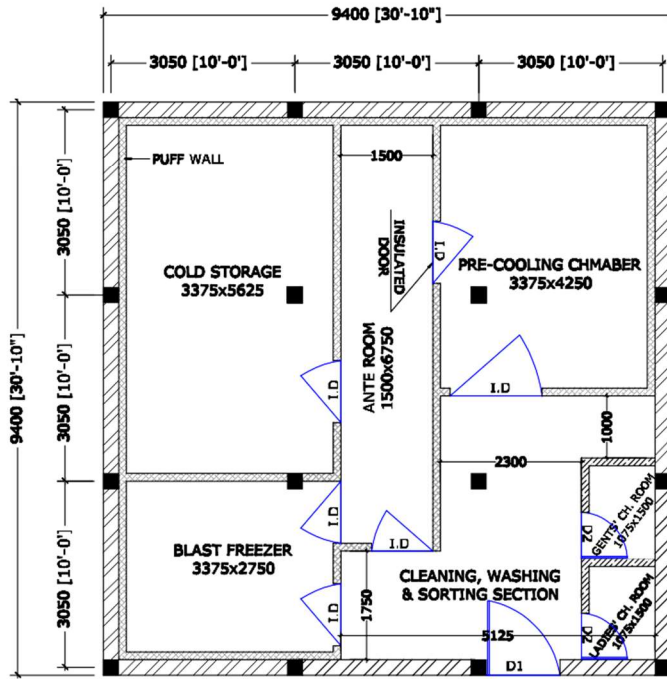 9400 [30'-10"]
3050 [10'-0']
3050 [10'-0']
3050 [10'-0']
9400 [30'-10"]
3050 [10'-0']
3050 [10'-0']
3050 [10'-0']
PUFF WALL
1500
COLD STORAGE
3375x5625
INSULATED
DOOR
I.D
PRE-COOLING CHMABER
3375x4250
ANTE ROOM
1500x6750
I.D
I.D
1000
2300
I.D
I.D
BLAST FREEZER
3375x2750
I.D
1750
CLEANING, WASHING
& SORTING SECTION
D2
GENTS' CH. ROOM
1075x1500
D2
LADIES' CH. ROOM
1075x1500
5125
D1